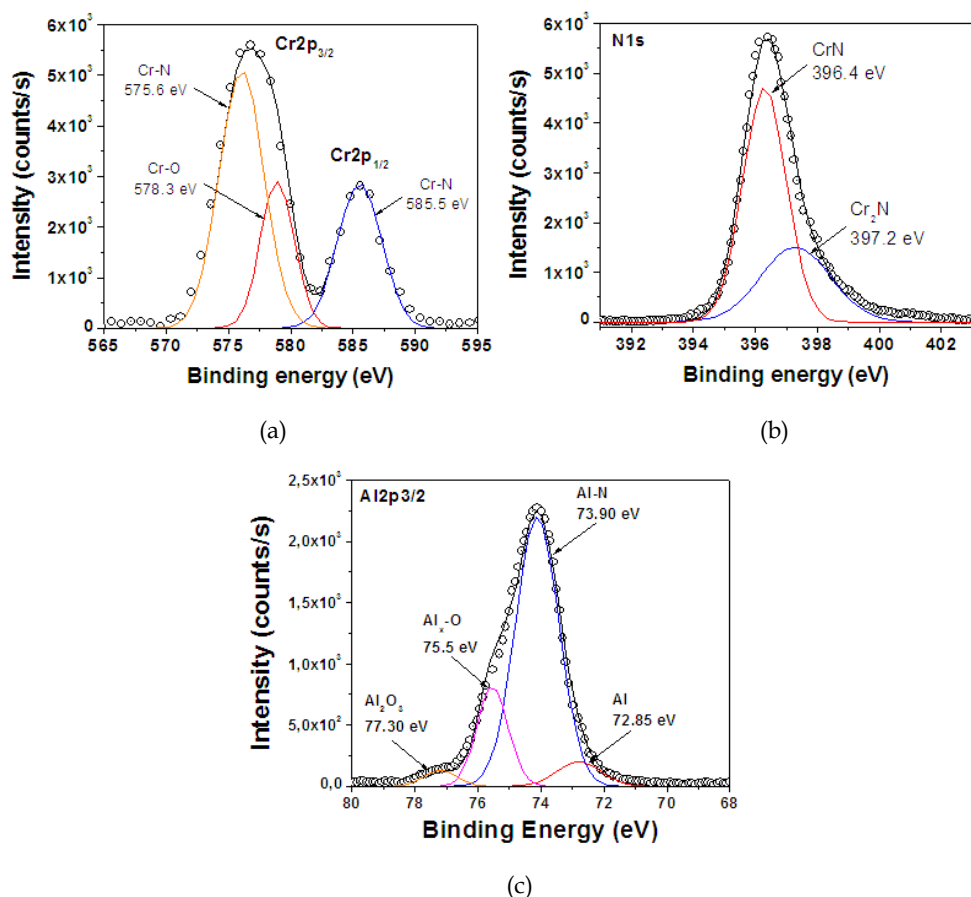 Cr2p3/2
Cr-N
575.6 eV
Cr-O
578.3 eV
Cr2p1/2
Cr-N
585.5 eV
6x10³
5x10³
4x10³
3x10³
2x10³
1x10³
0
565 570 575 580 585 590 595
Intensity (counts/s)
Binding energy (eV)
(a)
N1s
CrN
396.4 eV
Cr2N
397.2 eV
6x10³
5x10³
4x10³
3x10³
2x10³
1x10³
0
392 394 396 398 400 402
Intensity (counts/s)
Binding energy (eV)
(b)
Al2p3/2
Al-N
73.90 eV
Alx-O
75.5 eV
Al2O3
77.30 eV
Al
72.85 eV
2,5x10³
2,0x10³
1,5x10³
1,0x10³
5,0x10²
0,0
80 78 76 74 72 70 68
Intensity (counts/s)
Binding Energy (eV)
(c)